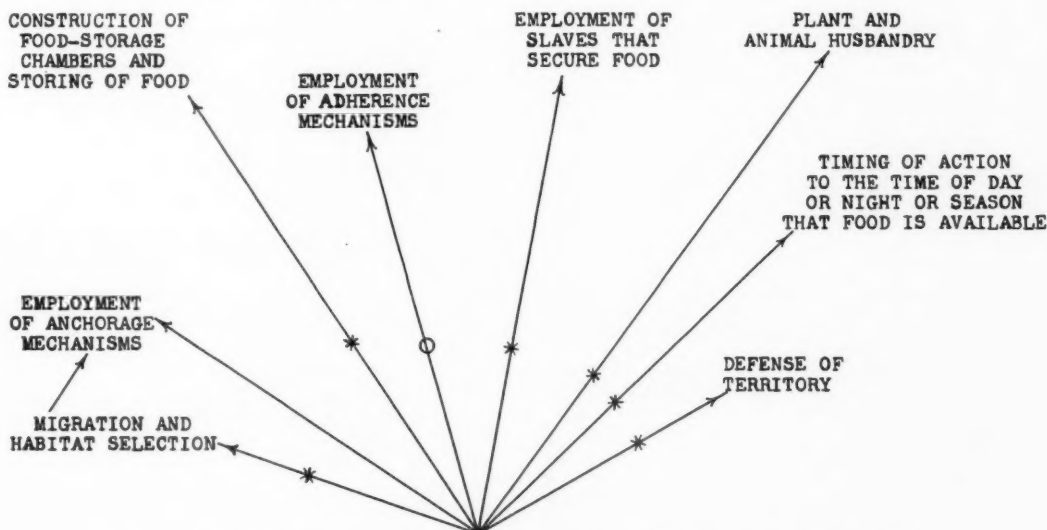 CONSTRUCTION OF
FOOD-STORAGE
CHAMBERS AND
STORING OF FOOD
EMPLOYMENT
OF ADHERENCE
MECHANISMS
EMPLOYMENT OF
SLAVES THAT
SECURE FOOD
PLANT AND
ANIMAL HUSBANDRY
TIMING OF ACTION
TO THE TIME OF DAY
OR NIGHT OR SEASON
THAT FOOD IS AVAILABLE
EMPLOYMENT
OF ANCHORAGE
MECHANISMS
DEFENSE OF
TERRITORY
MIGRATION AND
HABITAT SELECTION